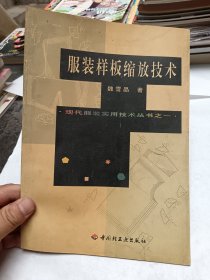 服装样板缩放技术
魏雪晶 著
·现代服装实用技术丛书之一·
中国轻工业出版社